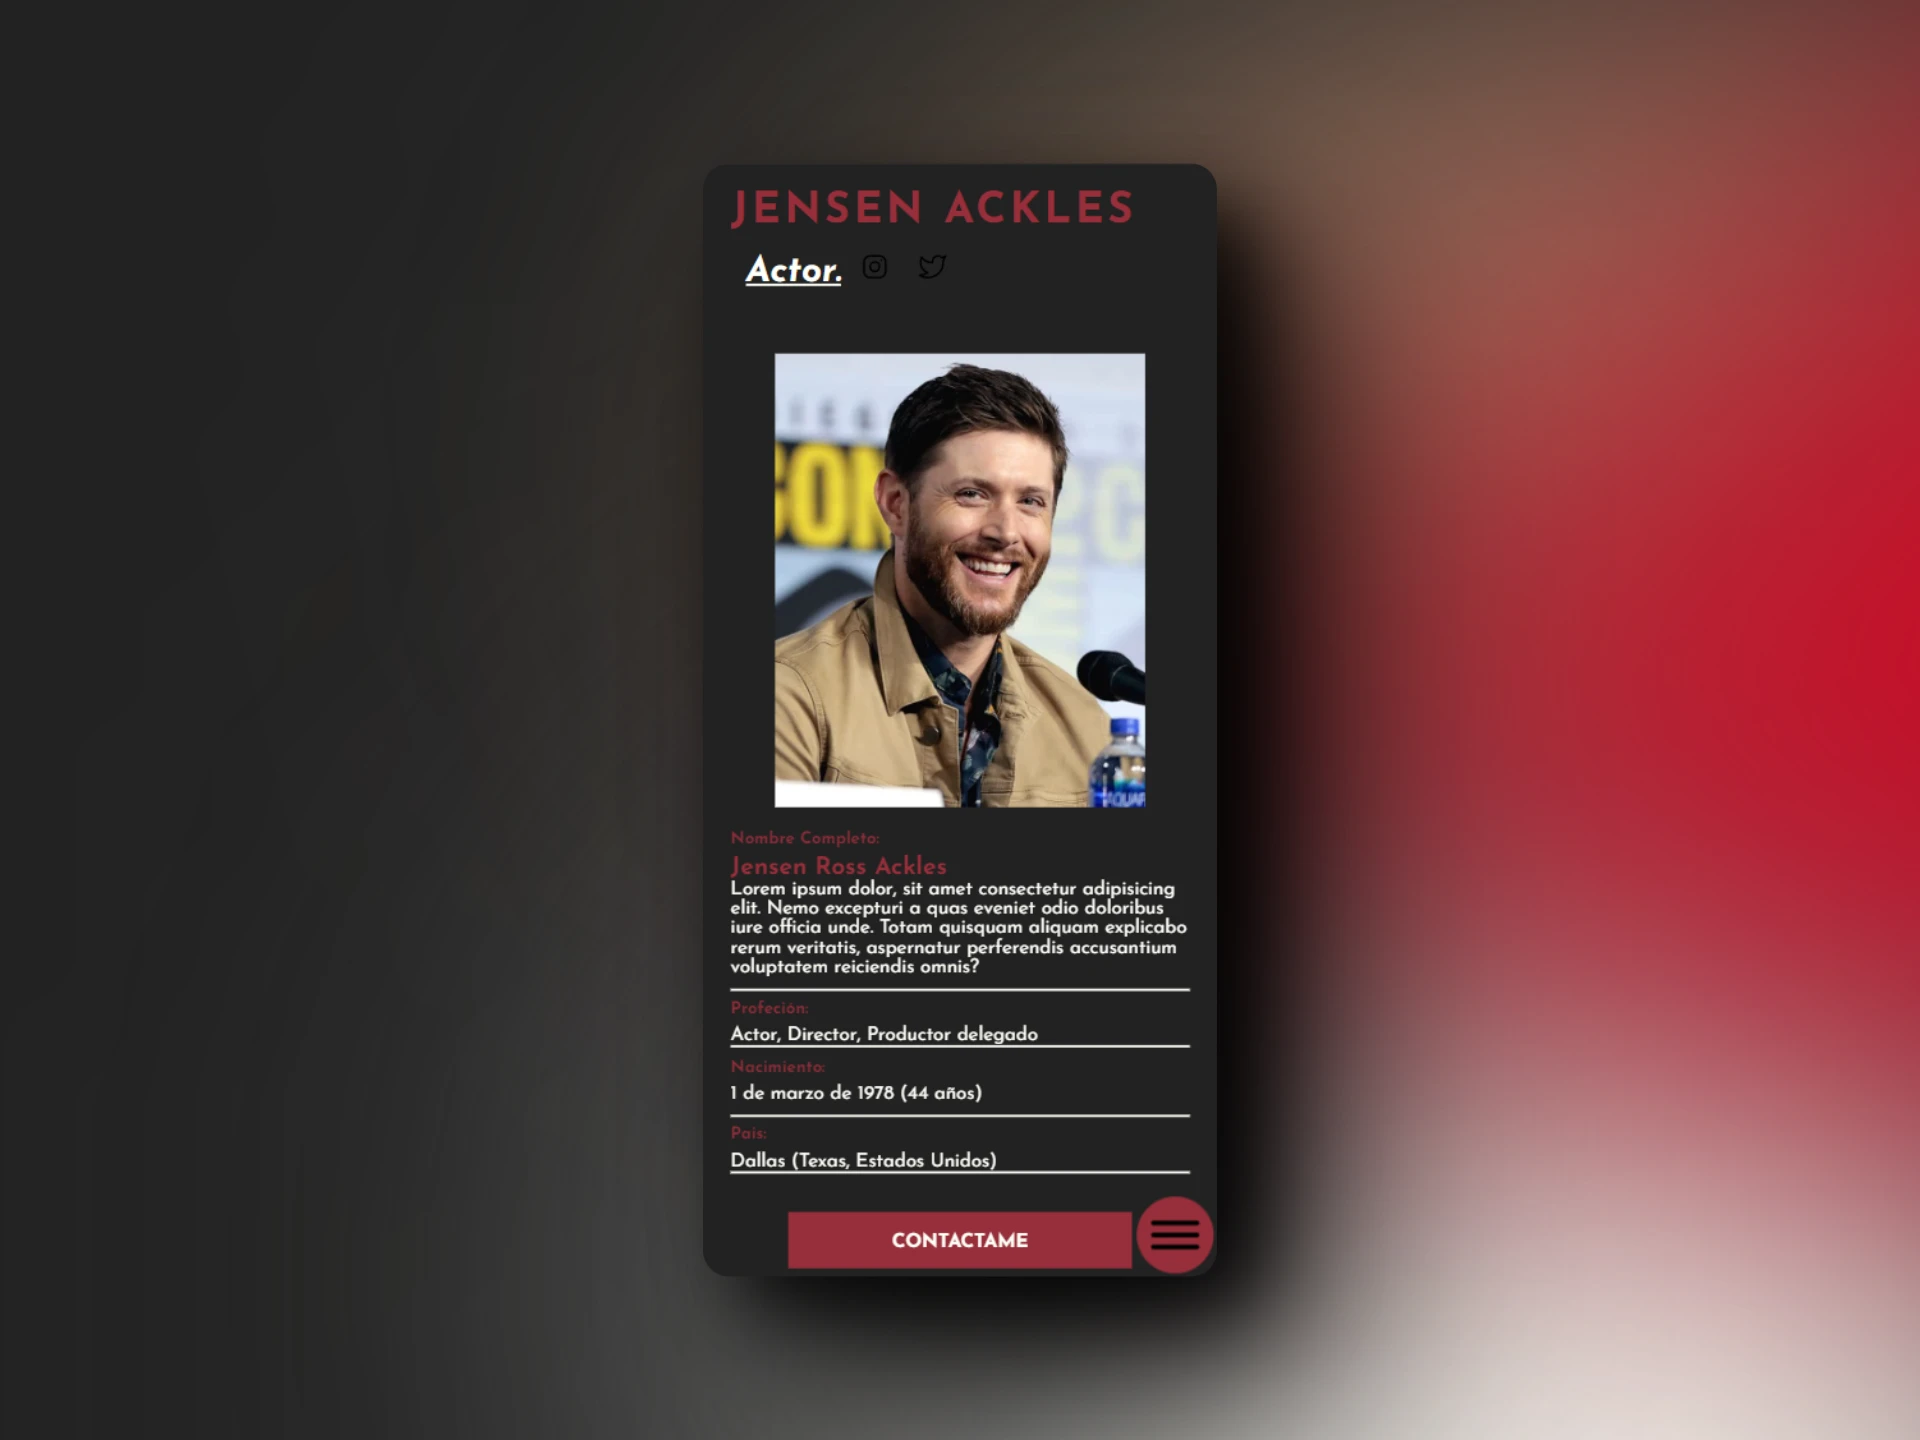 JENSEN ACKLES
Actor.
CON
C
AQUAF
Nombre Completo:
Jensen Ross Ackles
Lorem ipsum dolor, sit amet consectetur adipisicing
elit. Nemo excepturi a quas eveniet odio doloribus
iure officia unde. Totam quisquam aliquam explicabo
rerum veritatis, aspernatur perferendis accusantium
voluptatem reiciendis omnis?
Profeción:
Actor, Director, Productor delegado
Nacimiento:
1 de marzo de 1978 (44 años)
Pais:
Dallas (Texas, Estados Unidos)
CONTACTAME